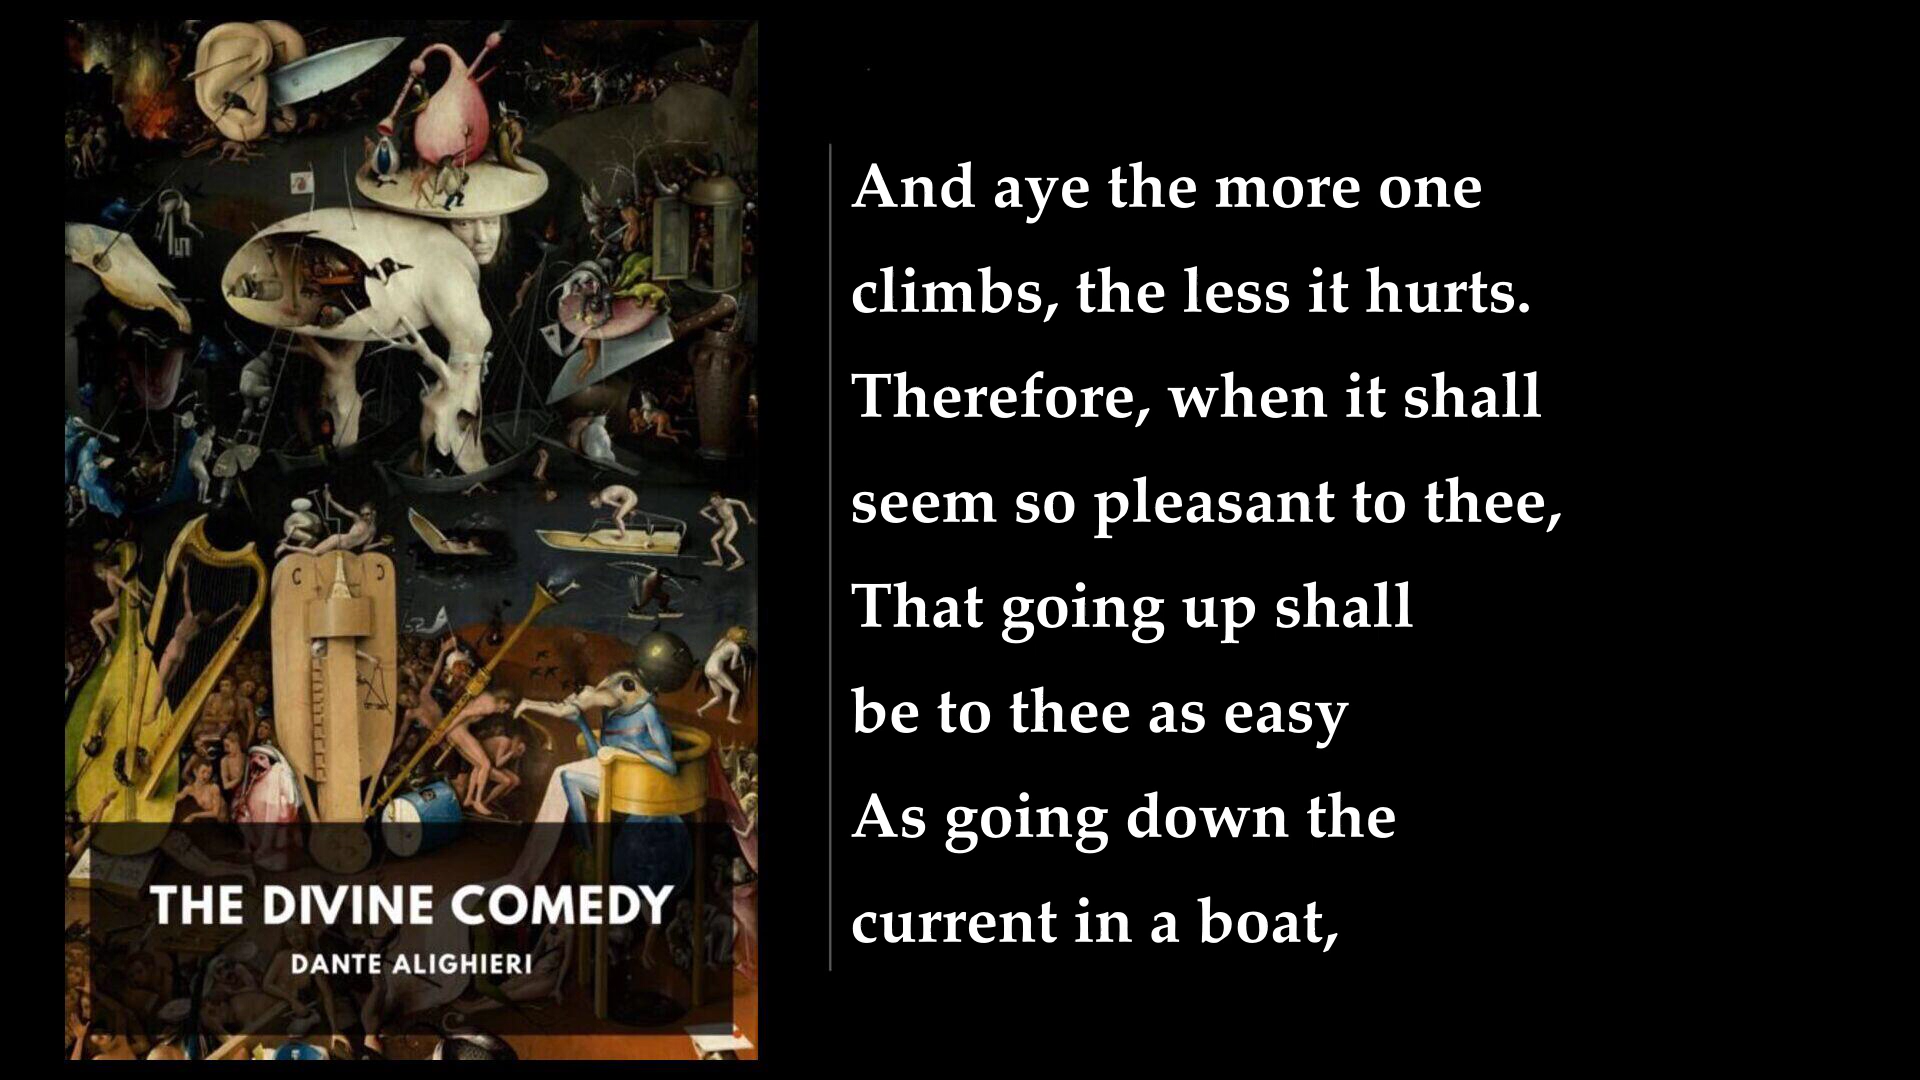 And aye the more one
climbs, the less it hurts.
Therefore, when it shall
seem so pleasant to thee,
That going up shall
be to thee as easy
As going down the
current in a boat,
THE DIVINE COMEDY
DANTE ALIGHIERI